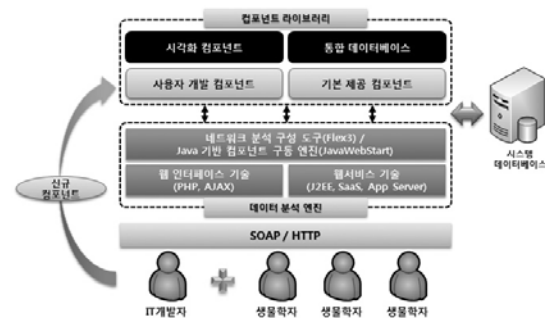 컴포넌트 라이브러리
시각화 컴포넌트
통합 데이터베이스
사용자 개발 컴포넌트
기본 제공 컴포넌트
네트워크 분석 구성 도구(Flex3) /
Java 기반 컴포넌트 구동 엔진(JavaWebStart)
웹 인터페이스 기술
(PHP, AJAX)
웹서비스 기술
(J2EE, SaaS, App Server)
데이터 분석 엔진
시스템
데이터베이스
신규
컴포넌트
SOAP / HTTP
IT개발자
생물학자
생물학자
생물학자